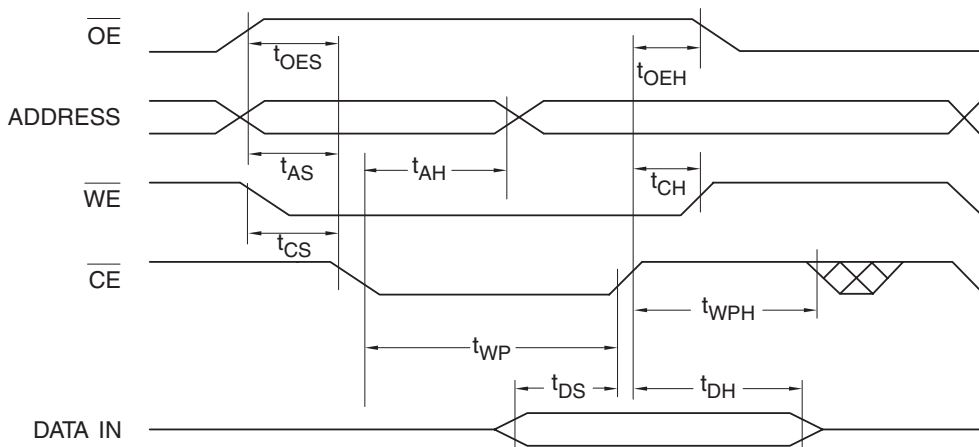 OE
tOES
tOEH
ADDRESS
tAS
tAH
tCH
WE
tCS
CE
tWPH
tWP
tDS
tDH
DATA IN